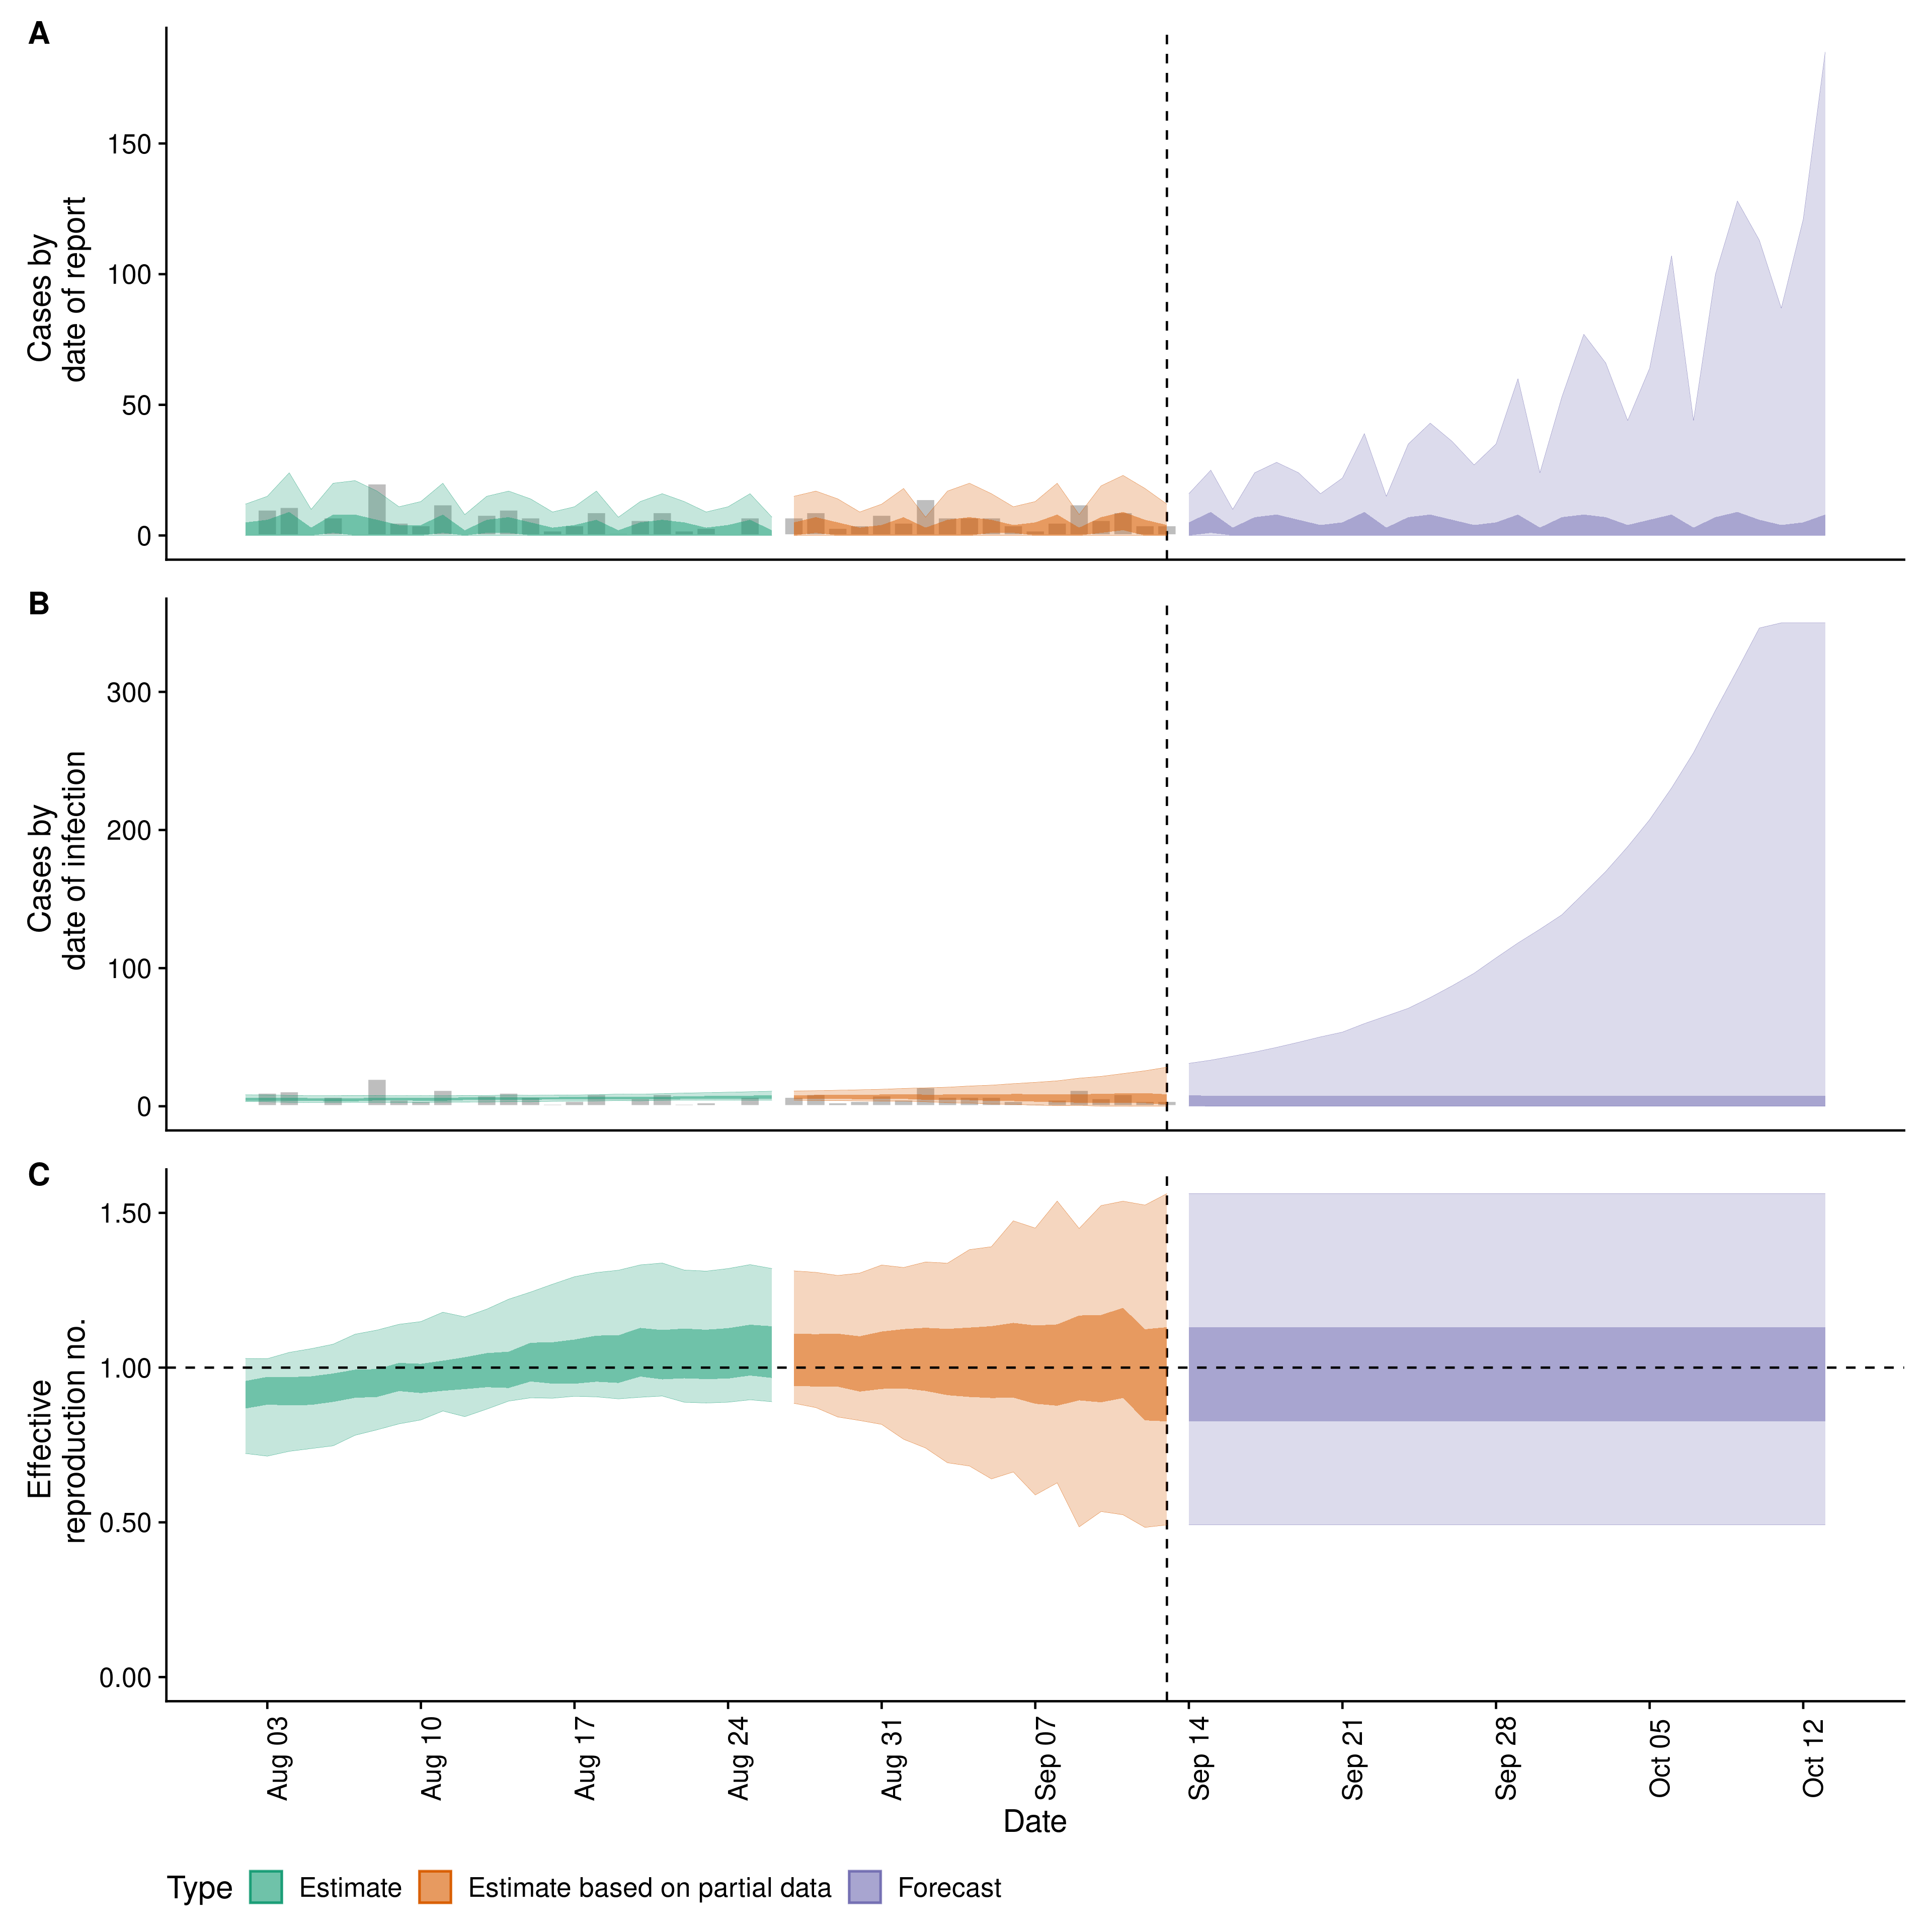 A
Cases by
date of report
150
100
50
0
B
Cases by
date of infection
300
200
100
0
C
Effective
reproduction no.
1.50
1.00
0.50
0.00
Aug 03
Aug 10
Aug 17
Aug 24
Aug 31
Sep 07
Sep 14
Sep 21
Sep 28
Oct 05
Oct 12
Date
Type Estimate Estimate based on partial data Forecast